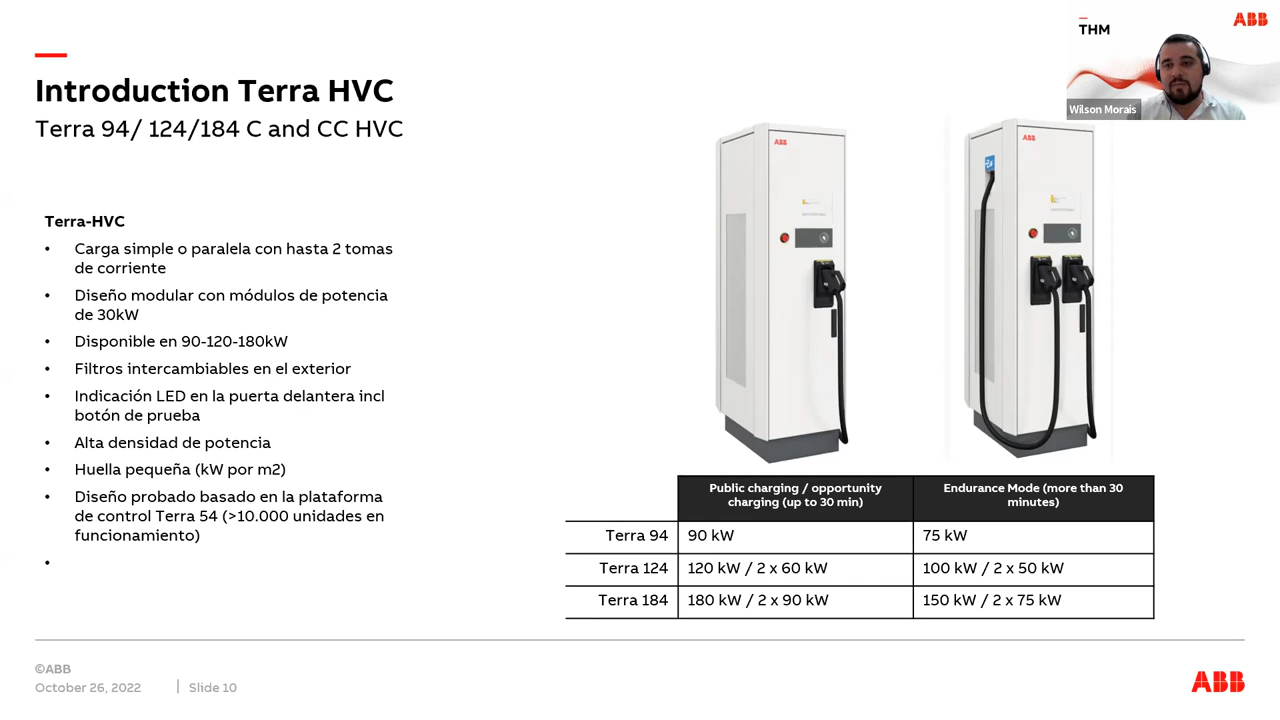 THM
ABB
Wilson Morais
Introduction Terra HVC
Terra 94/ 124/184 C and CC HVC
Terra-HVC
• Carga simple o paralela con hasta 2 tomas
de corriente
• Diseño modular con módulos de potencia
de 30kW
• Disponible en 90-120-180kW
• Filtros intercambiables en el exterior
• Indicación LED en la puerta delantera incl
botón de prueba
• Alta densidad de potencia
• Huella pequeña (kW por m2)
• Diseño probado basado en la plataforma
de control Terra 54 (>10.000 unidades en
funcionamiento)
•
ABB
ABB
Public charging / opportunity
charging (up to 30 min)
Endurance Mode (more than 30
minutes)
Terra 94 90 kW 75 kW
Terra 124 120 kW / 2 x 60 kW 100 kW / 2 x 50 kW
Terra 184 180 kW / 2 x 90 kW 150 kW / 2 x 75 kW
©ABB
October 26, 2022 | Slide 10
ABB